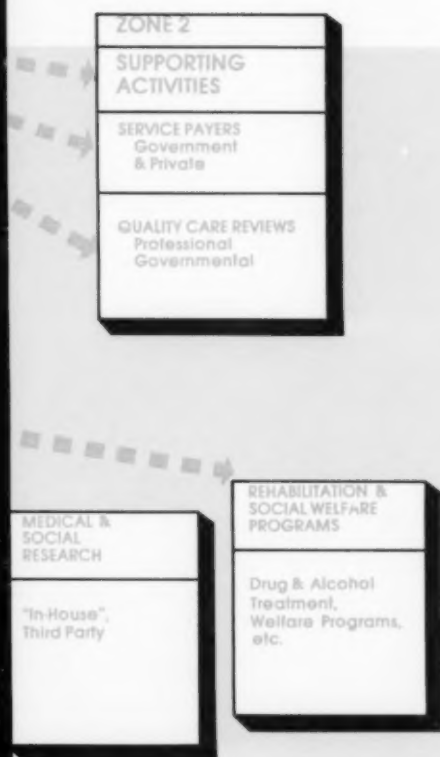 ZONE 2
SUPPORTING
ACTIVITIES
SERVICE PAYERS
Government
& Private
QUALITY CARE REVIEWS
Professional
Governmental
MEDICAL &
SOCIAL
RESEARCH
"In-House",
Third Party
REHABILITATION &
SOCIAL WELFARE
PROGRAMS
Drug & Alcohol
Treatment,
Welfare Programs,
etc.